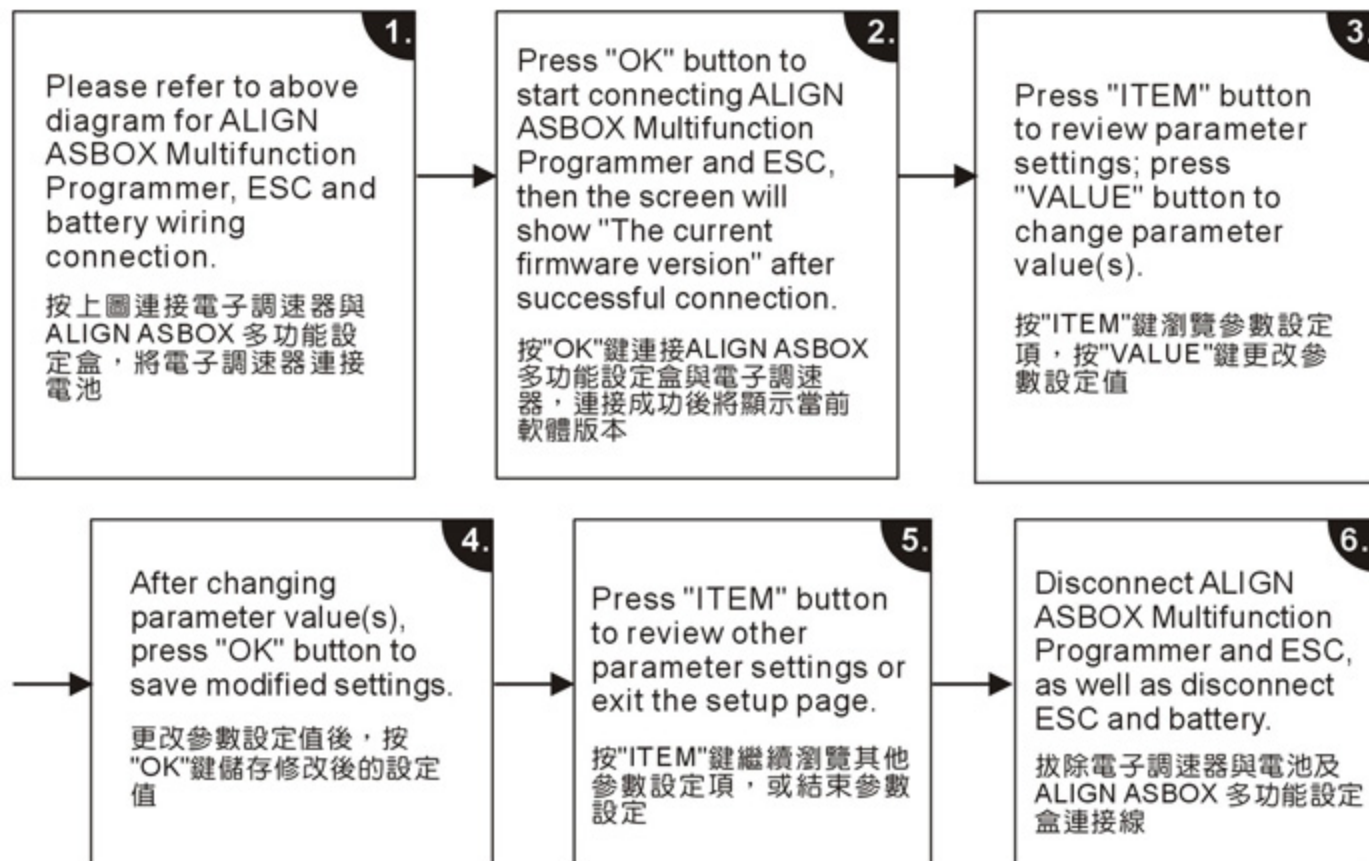 1.
Please refer to above
diagram for ALIGN
ASBOX Multifunction
Programmer, ESC and
battery wiring
connection.
按上圖連接電子調速器與
ALIGN ASBOX 多功能設
定盒，將電子調速器連接
電池
2.
Press "OK" button to
start connecting ALIGN
ASBOX Multifunction
Programmer and ESC,
then the screen will
show "The current
firmware version" after
successful connection.
按"OK"鍵連接ALIGN ASBOX
多功能設定盒與電子調速
器，連接成功後將顯示當前
軟體版本
3.
Press "ITEM" button
to review parameter
settings; press
"VALUE" button to
change parameter
value(s).
按"ITEM"鍵瀏覽參數設定
項，按"VALUE"鍵更改參
數設定值
4.
After changing
parameter value(s),
press "OK" button to
save modified settings.
更改參數設定值後，按
"OK"鍵儲存修改後的設定
值
5.
Press "ITEM" button
to review other
parameter settings or
exit the setup page.
按"ITEM"鍵繼續瀏覽其他
參數設定項，或結束參數
設定
6.
Disconnect ALIGN
ASBOX Multifunction
Programmer and ESC,
as well as disconnect
ESC and battery.
拔除電子調速器與電池及
ALIGN ASBOX 多功能設定
盒連接線